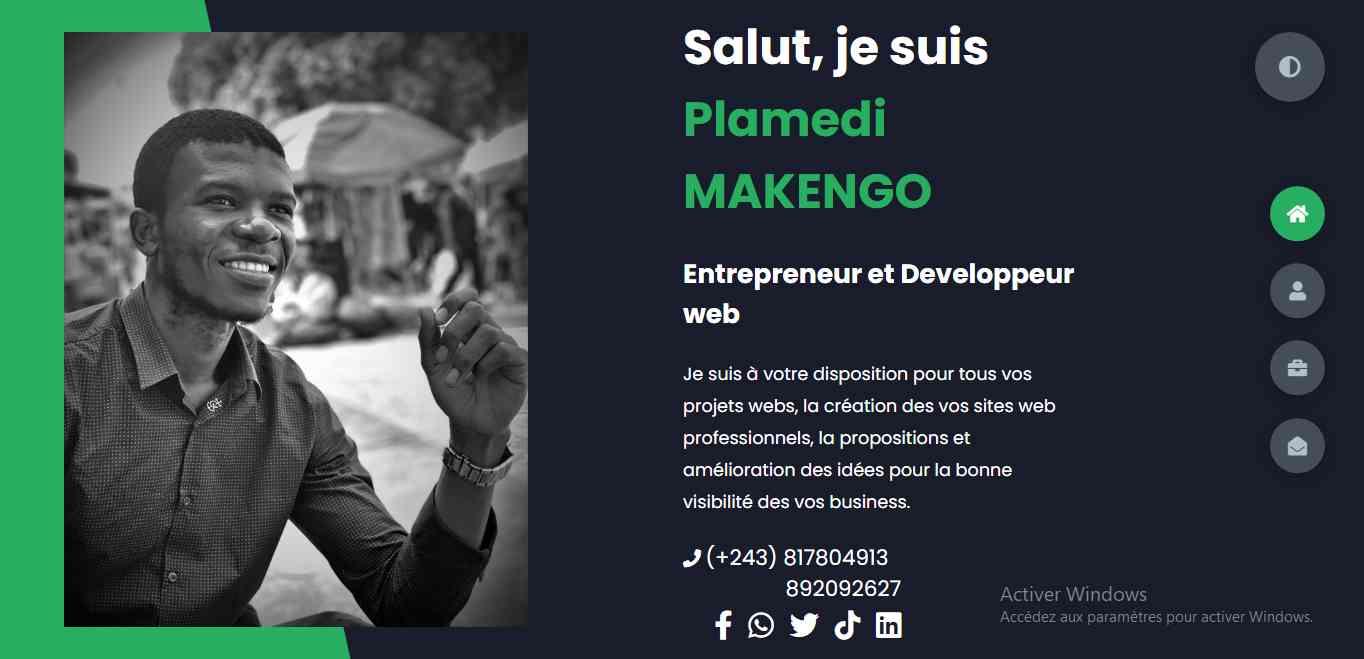 Salut, je suis
Plamedi
MAKENGO
Entrepreneur et Developpeur
web
Je suis à votre disposition pour tous vos
projets webs, la création des vos sites web
professionnels, la propositions et
amélioration des idées pour la bonne
visibilité des vos business.
(+243) 817804913
892092627
Activer Windows
Accédez aux paramètres pour activer Windows.